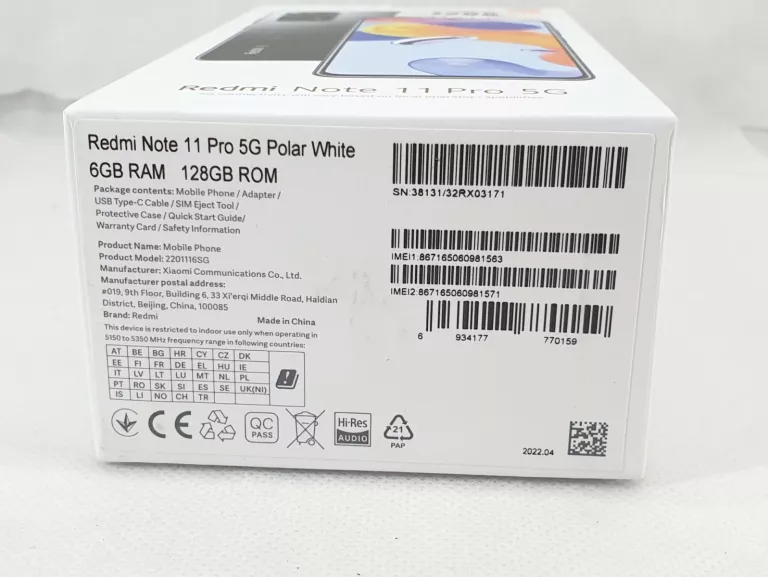 Redmi Note 11 Pro 5G
Redmi Note 11 Pro 5G Polar White
6GB RAM 128GB ROM
Package contents: Mobile Phone / Adapter /
USB Type-C Cable / SIM Eject Tool /
Protective Case / Quick Start Guide/
Warranty Card / Safety Information
Product Name: Mobile Phone
Product Model: 2201116SG
Manufacturer: Xiaomi Communications Co., Ltd.
Manufacturer postal address:
#019, 9th Floor, Building 6, 33 Xi'erqi Middle Road, Haidian
District, Beijing, China, 100085
Brand: Redmi
Made in China
This device is restricted to indoor use only when operating in
5150 to 5350 MHz frequency range in following countries:
AT BE BG HR CY CZ DK
EE FI FR DE EL HU IE
IT LV LT LU MT NL PL
PT RO SK SI ES SE UK(NI)
IS LI NO CH TR
CE
QC
PASS
Hi-Res
AUDIO
21
PAP
SN:38131/32RX03171
IMEI1:867165060981563
IMEI2:867165060981571
6 934177 770159
2022.04